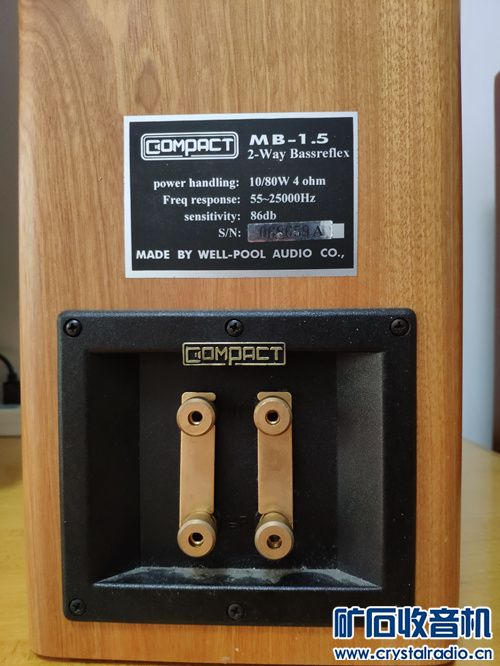 COMPACT MB-1.5
2-Way Bassreflex
power handling: 10/80W 4 ohm
Freq response: 55~25000Hz
sensitivity: 86db
S/N:
MADE BY WELL-POOL AUDIO CO.,
COMPACT
矿石收音机
www.crystalradio.cn